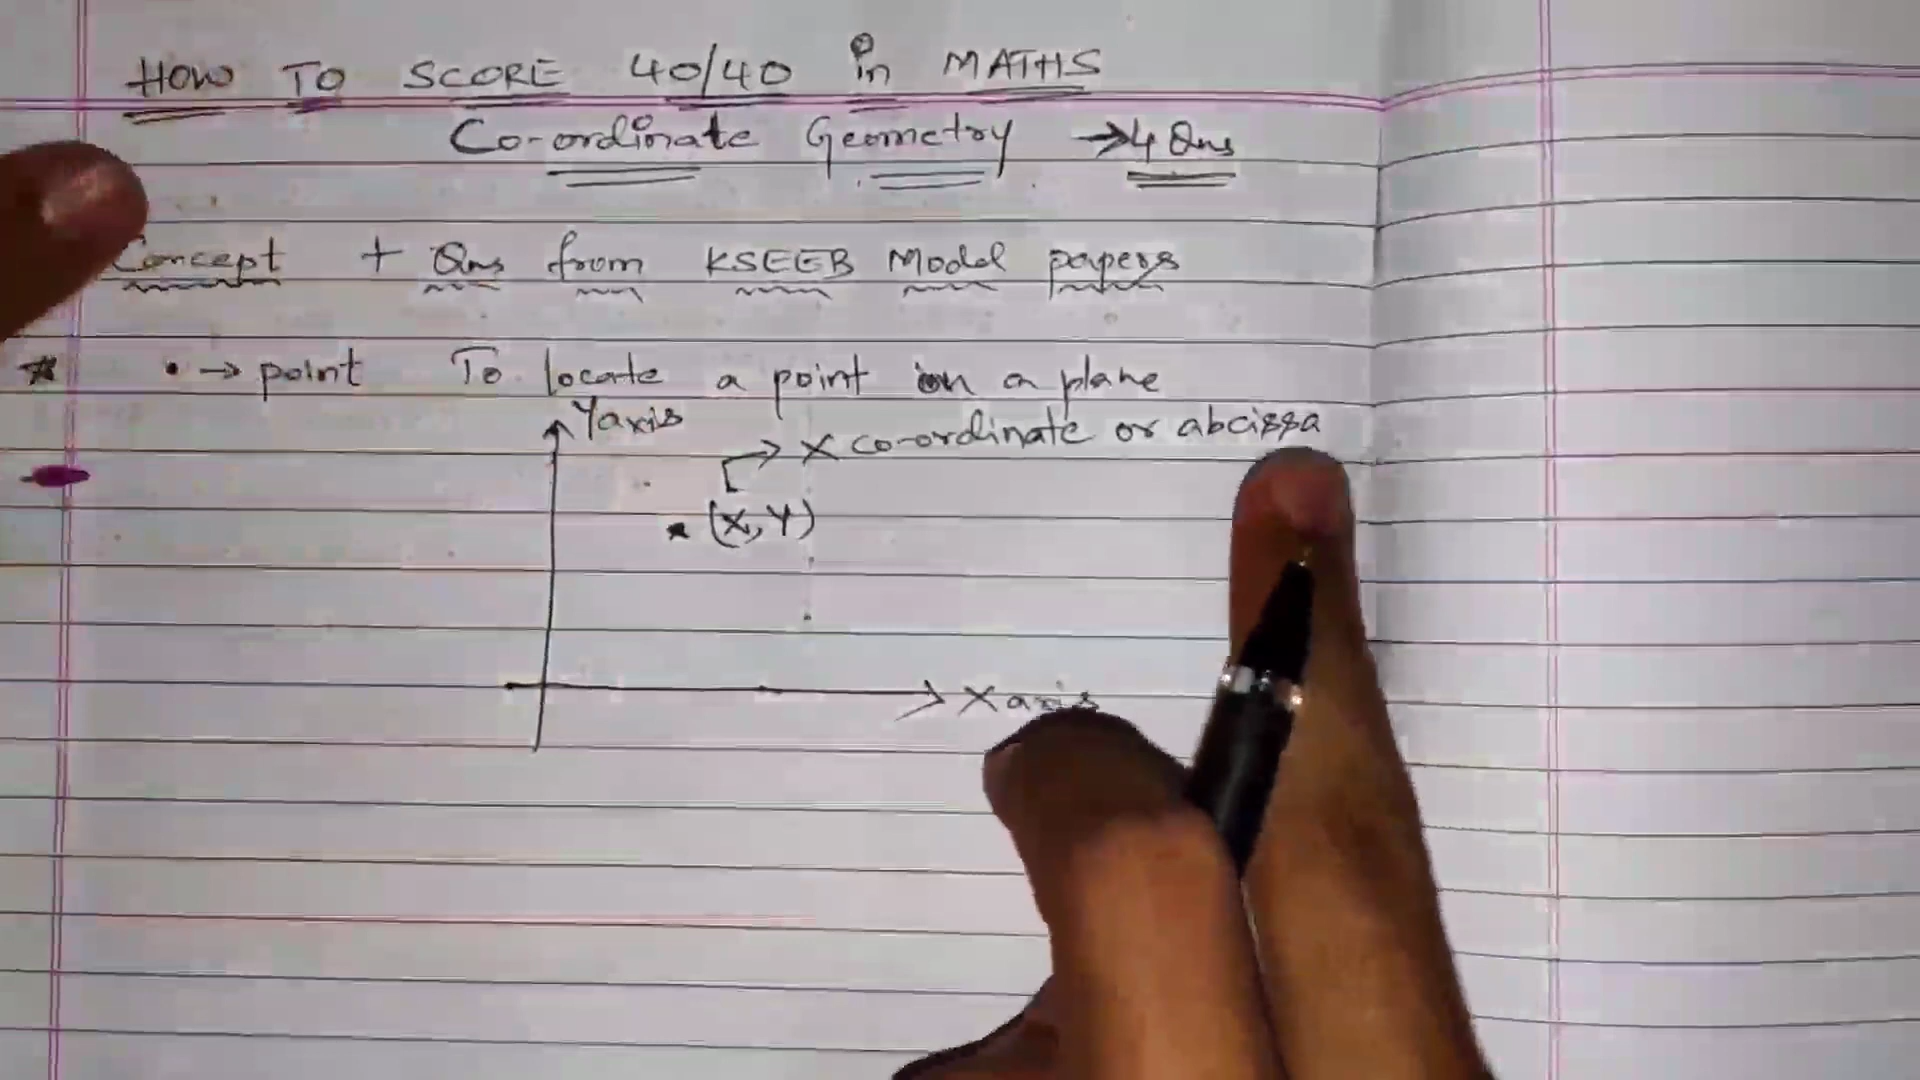 HOW TO SCORE 40/40 in MATHS
Co-ordinate Geometry → 4 Qns
Concept + Qns from KSEEB Model papers
* • → point To locate a point on a plane
Y axis
→ X co-ordinate or abcissa
• (X, Y)
X axis